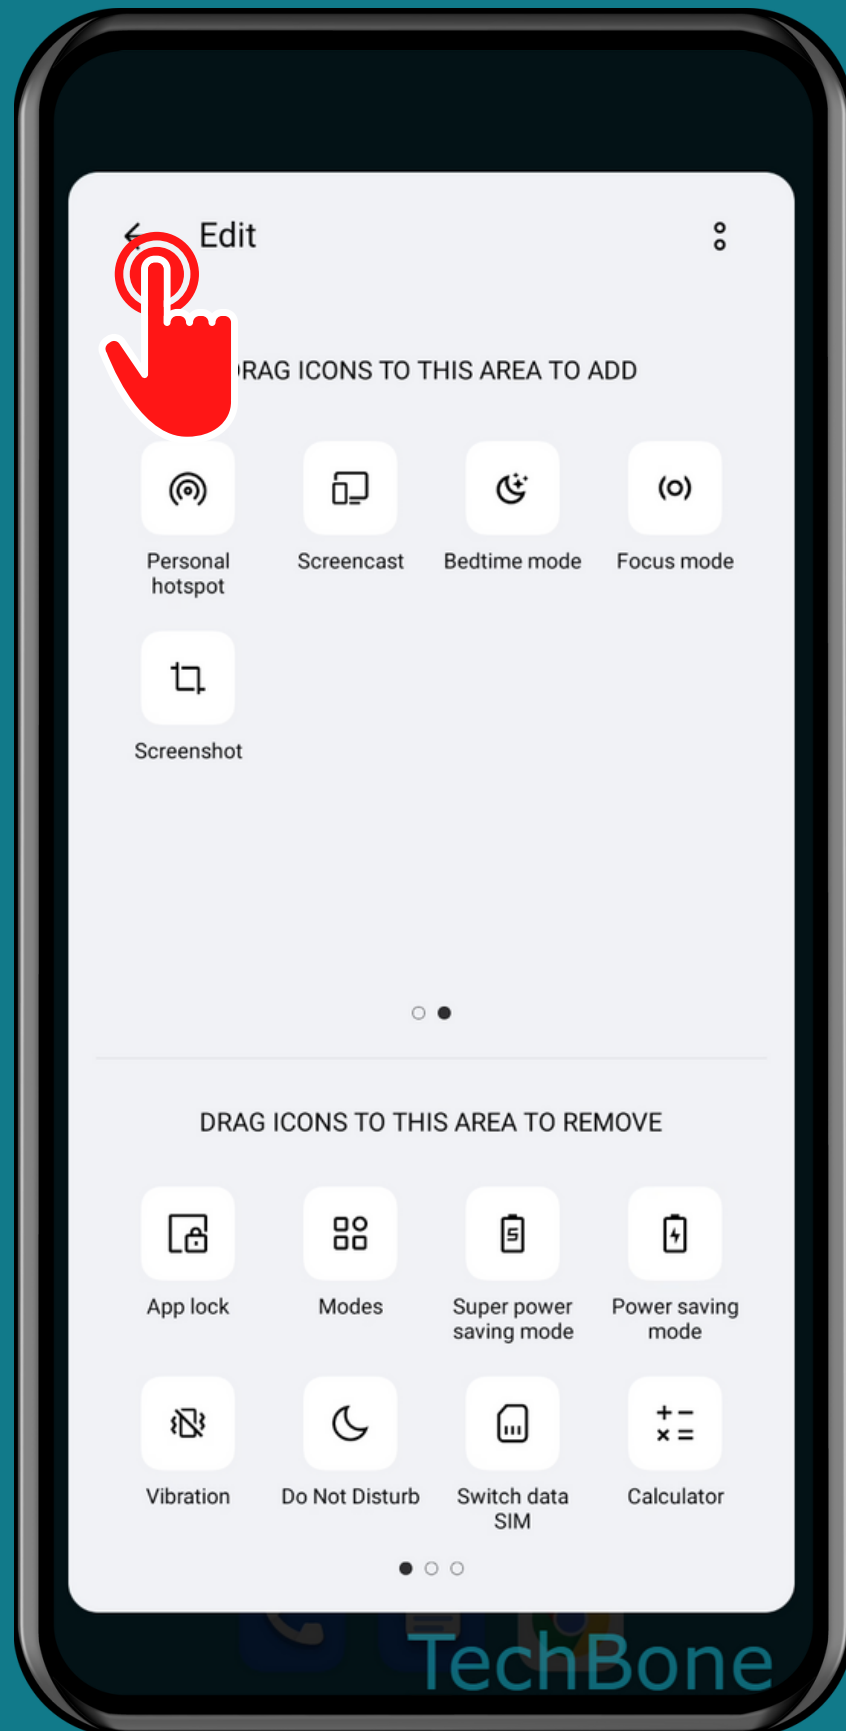 Edit
DRAG ICONS TO THIS AREA TO ADD
Personal
hotspot
Screencast
Bedtime mode
Focus mode
Screenshot
DRAG ICONS TO THIS AREA TO REMOVE
App lock
Modes
Super power
saving mode
Power saving
mode
Vibration
Do Not Disturb
Switch data
SIM
Calculator
TechBone